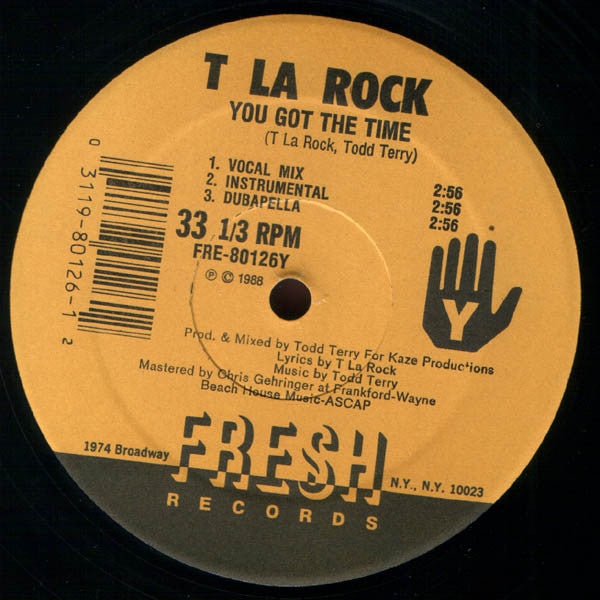 T LA ROCK
YOU GOT THE TIME
(T La Rock, Todd Terry)
1. VOCAL MIX 2:56
2. INSTRUMENTAL 2:56
3. DUBAPELLA 2:56
33 1/3 RPM
FRE-80126Y
Ⓟ © 1988
0 3119-80126-1 2
Y
Prod. & Mixed by Todd Terry For Kaze Productions
Lyrics by T La Rock
Music by Todd Terry
Mastered by Chris Gehringer at Frankford-Wayne
Beach House Music-ASCAP
1974 Broadway
FRESH
RECORDS
N.Y., N.Y. 10023